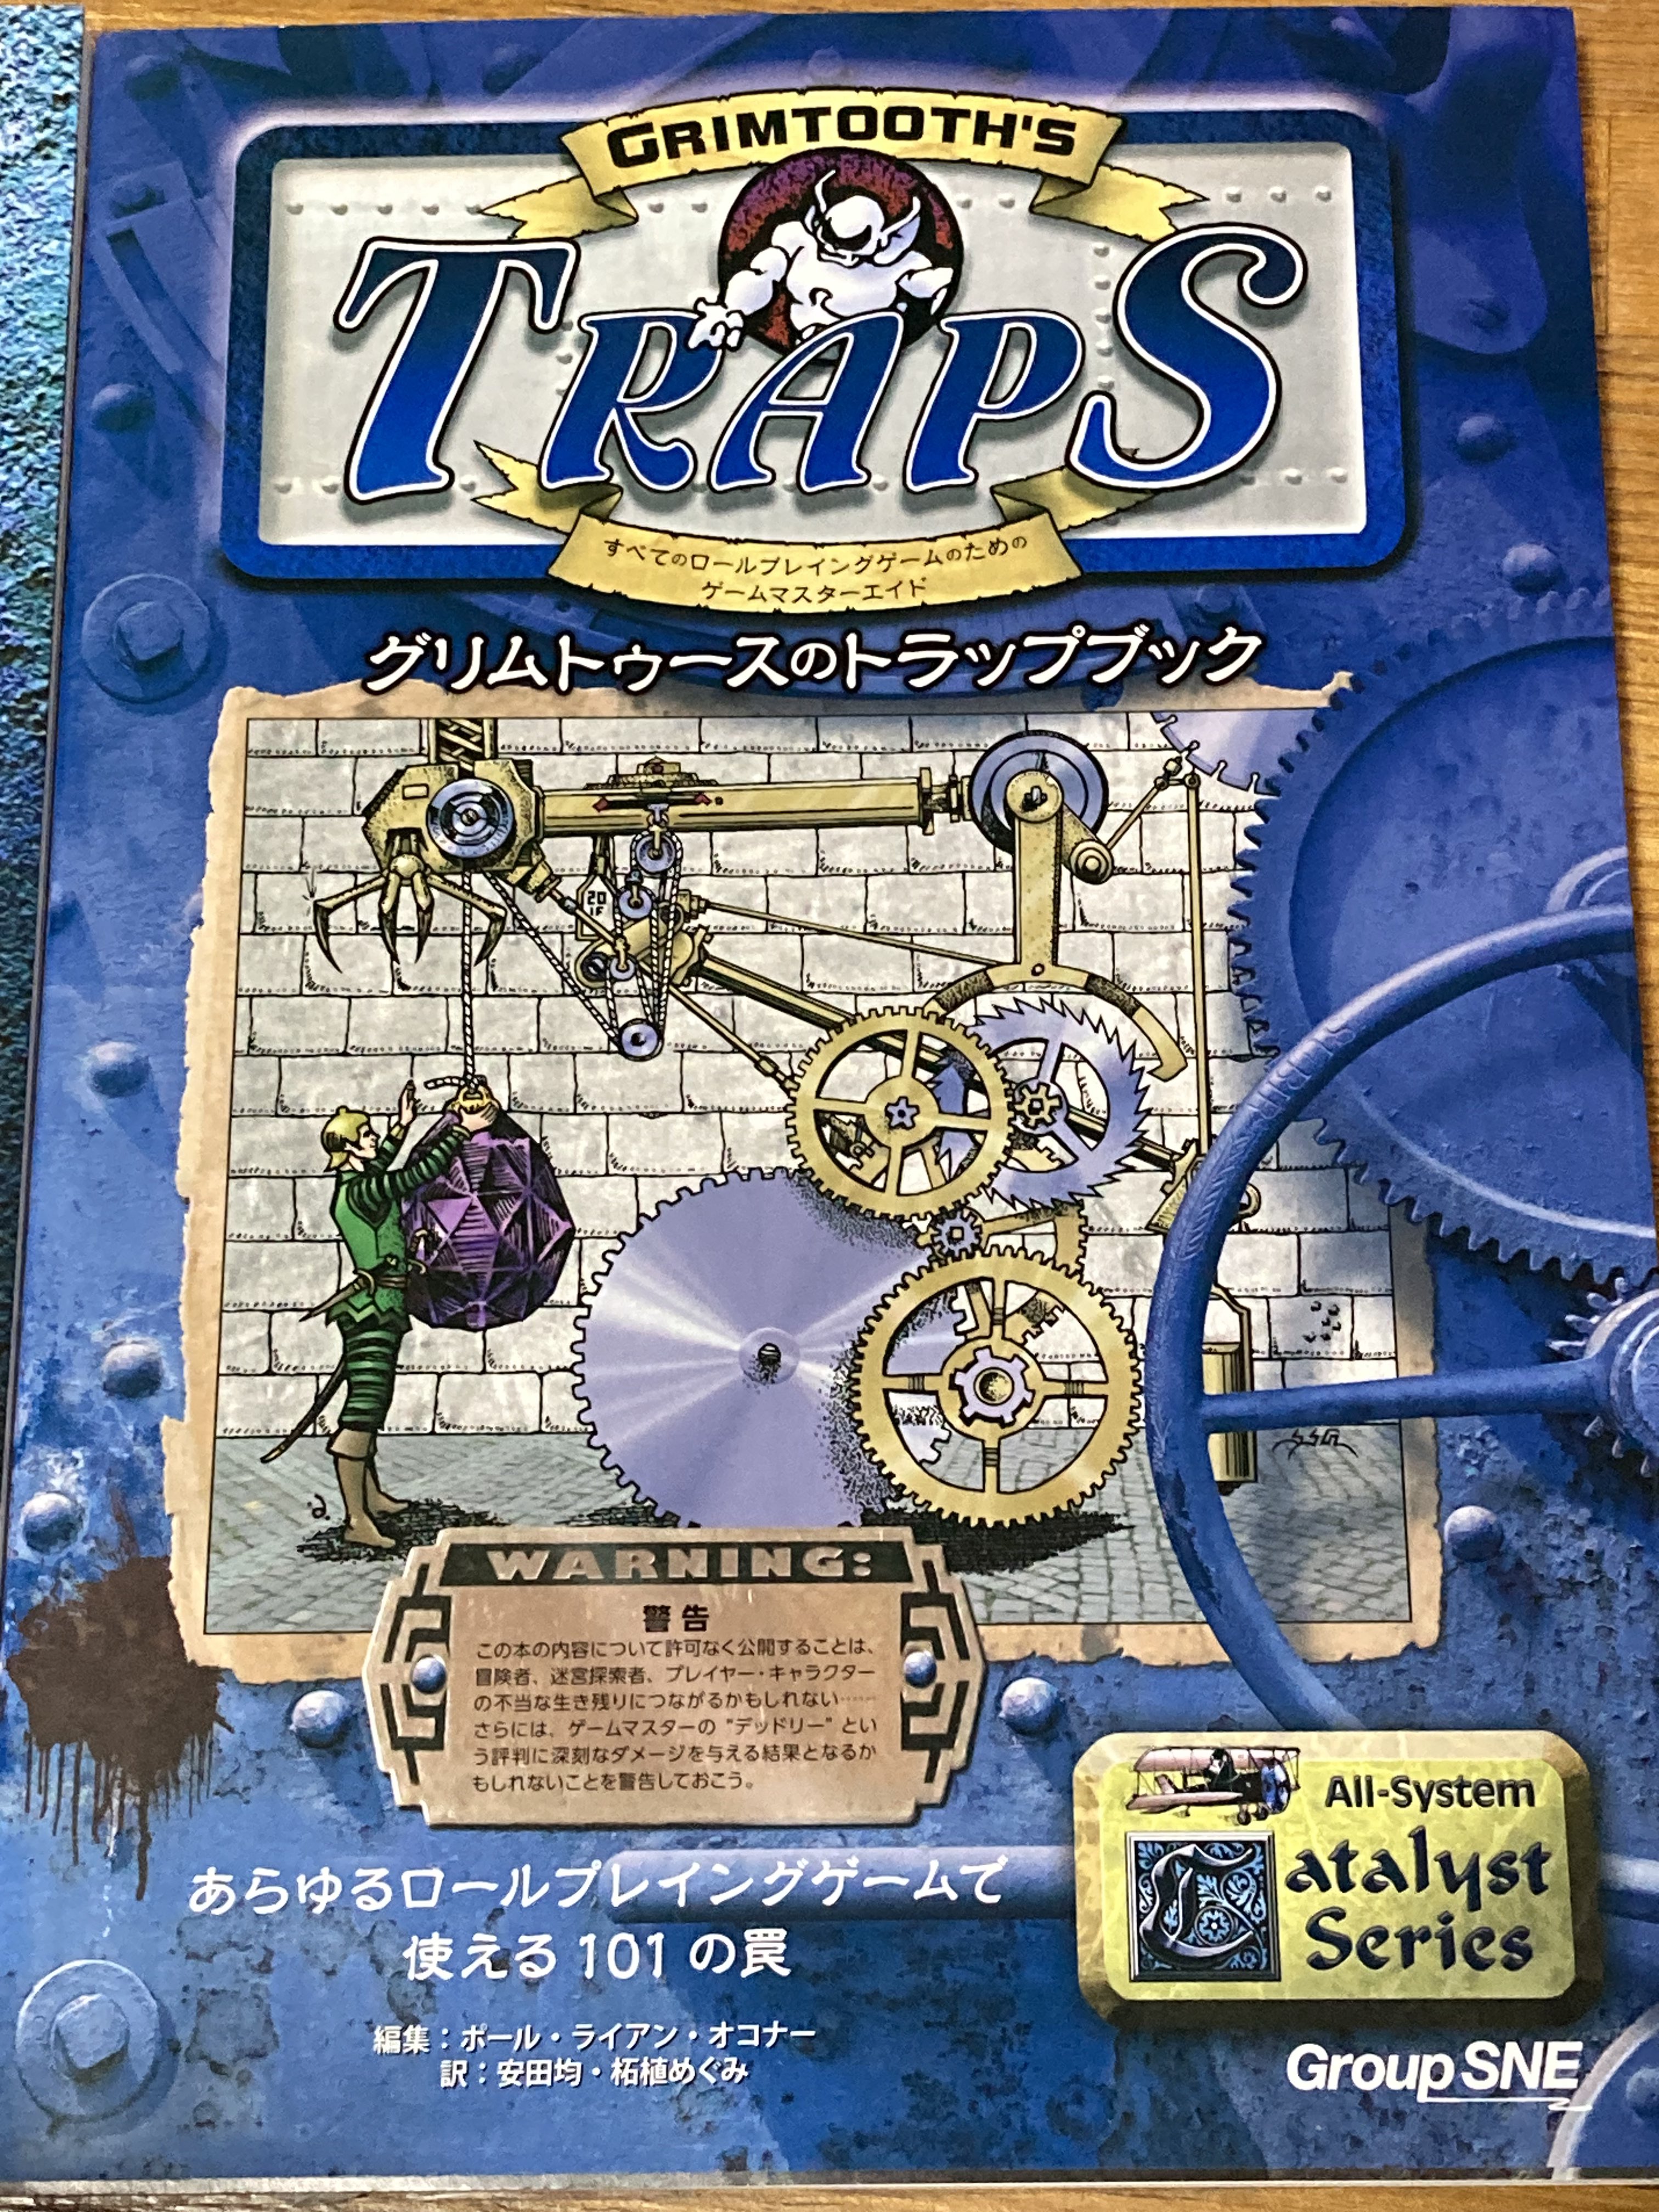 GRIMTOOTH'S
TRAPS
すべてのロールプレイングゲームのための
ゲームマスターエイド
グリムトゥースのトラップブック
20
WARNING:
警告
この本の内容について許可なく公開することは、
冒険者、迷宮探索者、プレイヤー・キャラクター
の不当な生き残りにつながるかもしれない……
さらには、ゲームマスターの“デッドリー”とい
う評判に深刻なダメージを与える結果となるか
もしれないことを警告しておこう。
All-System
Catalyst
Series
あらゆるロールプレイングゲームで
使える101の罠
編集：ポール・ライアン・オコナー
訳：安田均・柘植めぐみ
Group SNE